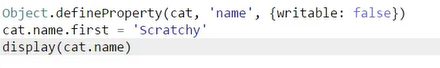 Object.defineProperty(cat, 'name', {writable: false})
cat.name.first = 'Scratchy'
display(cat.name)